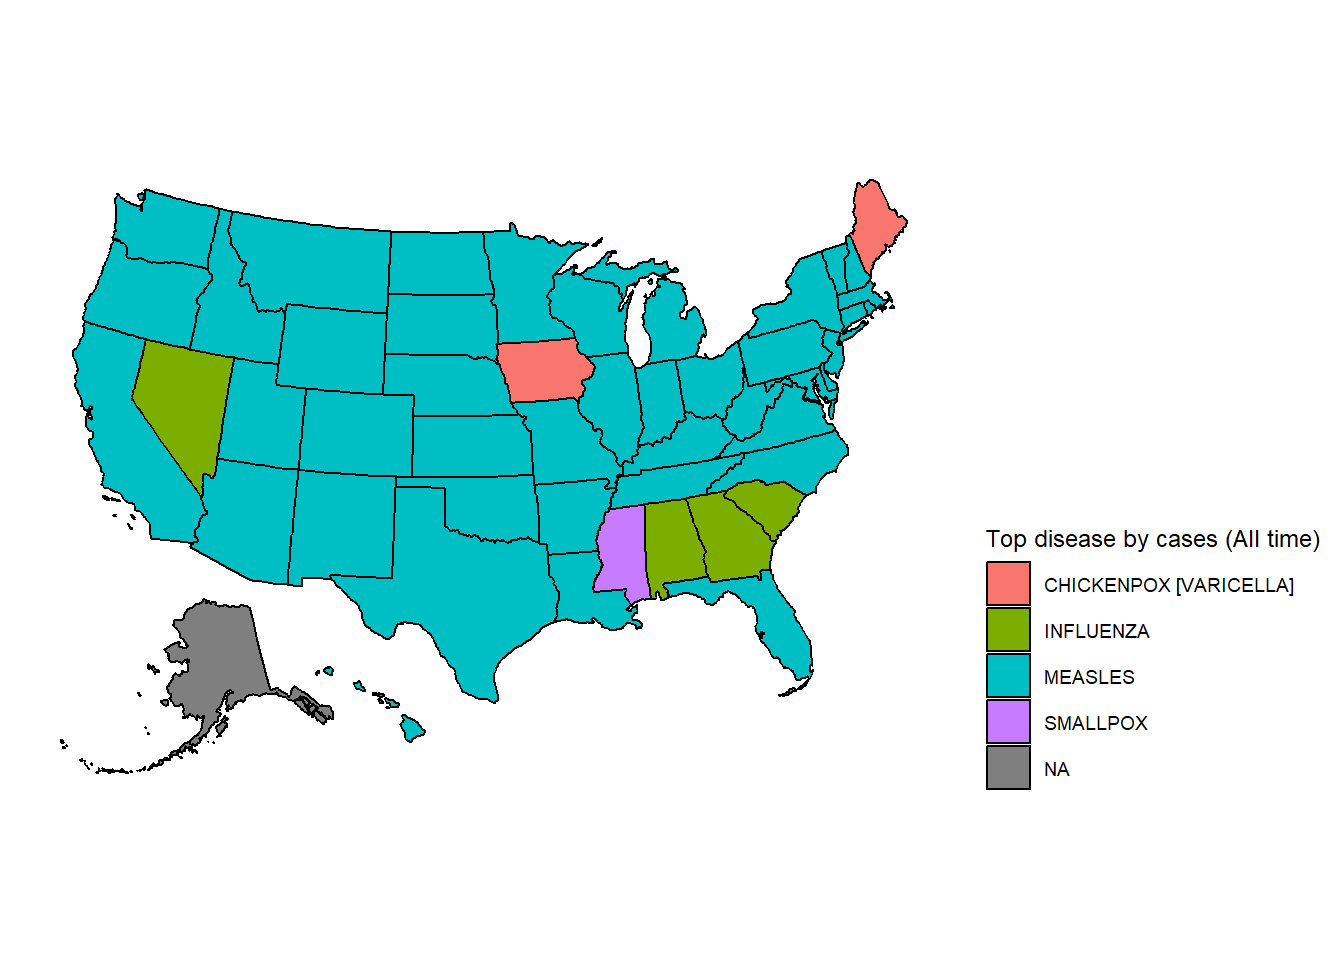 Top disease by cases (All time)
CHICKENPOX [VARICELLA]
INFLUENZA
MEASLES
SMALLPOX
NA